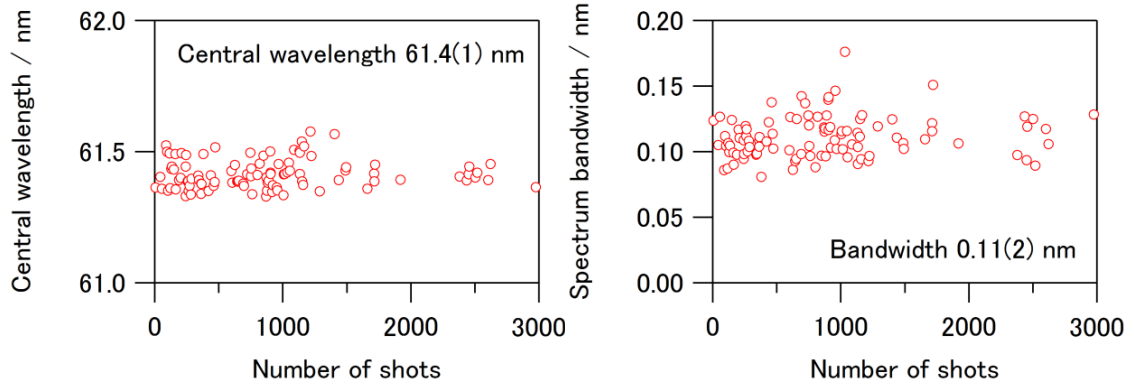 Central wavelength / nm
62.0
61.5
61.0
Central wavelength 61.4(1) nm
0
1000
2000
3000
Number of shots
Spectrum bandwidth / nm
0.20
0.15
0.10
0.05
0.00
Bandwidth 0.11(2) nm
0
1000
2000
3000
Number of shots